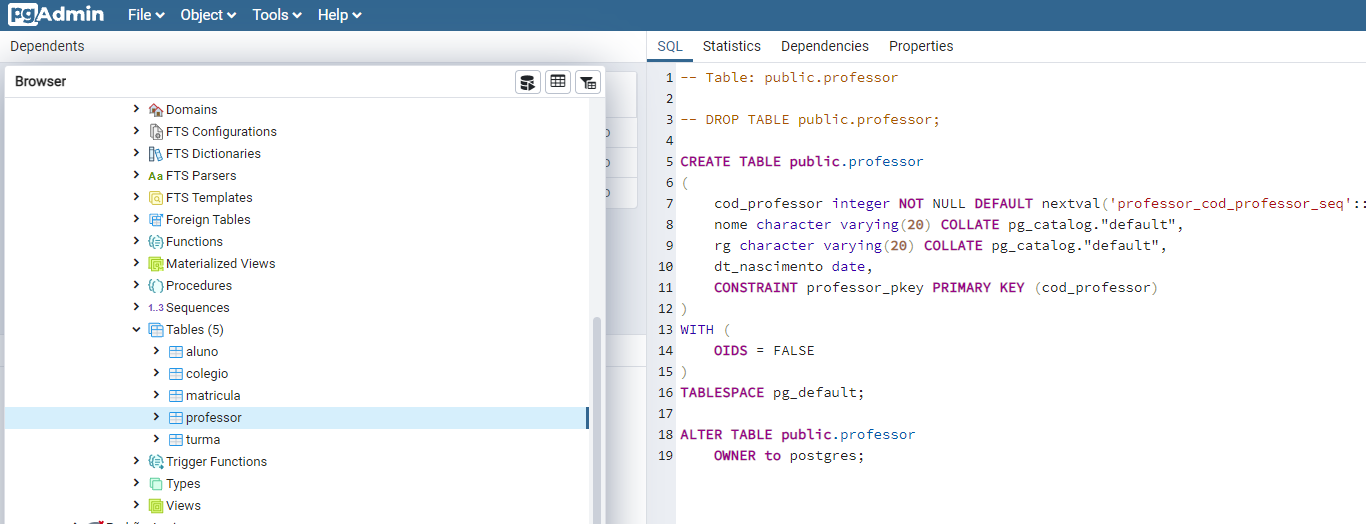 pgAdmin File Object Tools Help
Dependents
SQL Statistics Dependencies Properties
Browser
Domains
FTS Configurations
FTS Dictionaries
Aa FTS Parsers
FTS Templates
Foreign Tables
Functions
Materialized Views
Procedures
1..3 Sequences
Tables (5)
aluno
colegio
matricula
professor
turma
Trigger Functions
Types
Views
1 -- Table: public.professor
2
3 -- DROP TABLE public.professor;
4
5 CREATE TABLE public.professor
6 (
7 cod_professor integer NOT NULL DEFAULT nextval('professor_cod_professor_seq'::
8 nome character varying(20) COLLATE pg_catalog."default",
9 rg character varying(20) COLLATE pg_catalog."default",
10 dt_nascimento date,
11 CONSTRAINT professor_pkey PRIMARY KEY (cod_professor)
12 )
13 WITH (
14 OIDS = FALSE
15 )
16 TABLESPACE pg_default;
17
18 ALTER TABLE public.professor
19 OWNER to postgres;